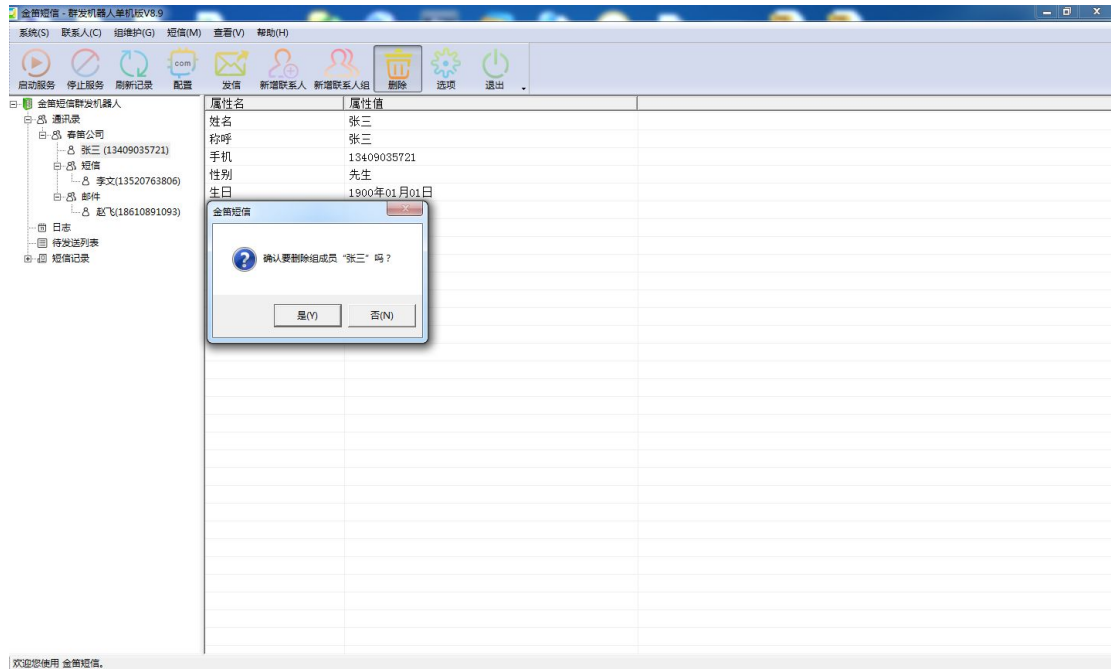 金笛短信 - 群发机器人单机版V8.9
系统(S) 联系人(C) 组维护(G) 短信(M) 查看(V) 帮助(H)
com
启动服务 停止服务 刷新记录 配置 发信 新增联系人 新增联系人组 删除 选项 退出
金笛短信群发机器人
通讯录
春笛公司
张三 (13409035721)
短信
李文(13520763806)
邮件
赵飞(18610891093)
日志
待发送列表
短信记录
属性名 属性值
姓名 张三
称呼 张三
手机 13409035721
性别 先生
生日 1900年01月01日
金笛短信
确认要删除组成员 “张三” 吗？
是(Y) 否(N)
欢迎您使用 金笛短信。